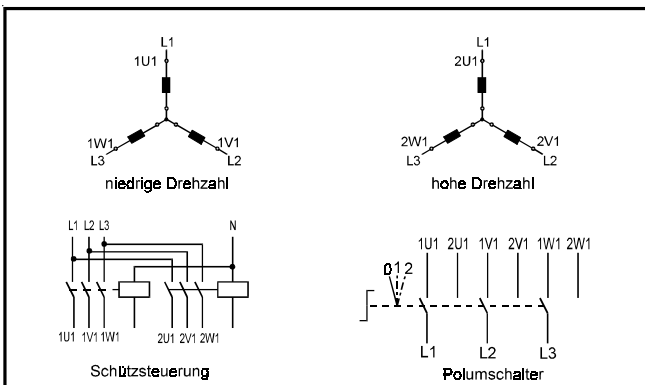 L1
1U1
1W1
1V1
L3
L2
niedrige Drehzahl
L1
2U1
2W1
2V1
L3
L2
hohe Drehzahl
L1 L2 L3 N
1U1 1V1 1W1 2U1 2V1 2W1
Schützsteuerung
1U1 2U1 1V1 2V1 1W1 2W1
0 1 2
L1 L2 L3
Polumschalter